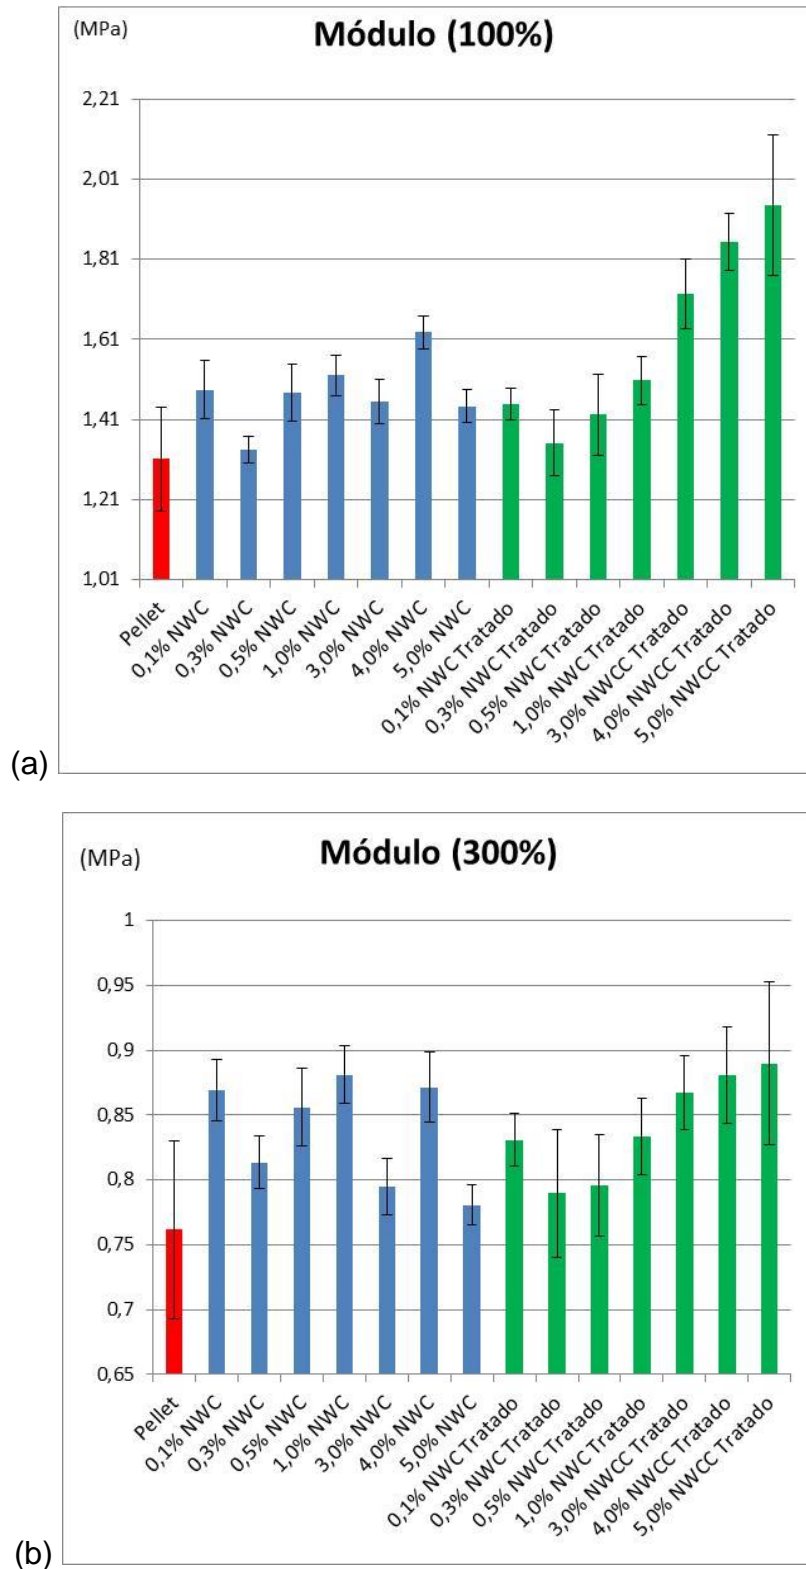 (MPa)
Módulo (100%)
2,21
2,01
1,81
1,61
1,41
1,21
1,01
Pellet
0,1% NWC
0,3% NWC
0,5% NWC
1,0% NWC
3,0% NWC
4,0% NWC
5,0% NWC
0,1% NWC Tratado
0,3% NWC Tratado
0,5% NWC Tratado
1,0% NWC Tratado
3,0% NWCC Tratado
4,0% NWCC Tratado
5,0% NWCC Tratado
(a)
(MPa)
Módulo (300%)
1
0,95
0,9
0,85
0,8
0,75
0,7
0,65
Pellet
0,1% NWC
0,3% NWC
0,5% NWC
1,0% NWC
3,0% NWC
4,0% NWC
5,0% NWC
0,1% NWC Tratado
0,3% NWC Tratado
0,5% NWC Tratado
1,0% NWC Tratado
3,0% NWCC Tratado
4,0% NWCC Tratado
5,0% NWCC Tratado
(b)